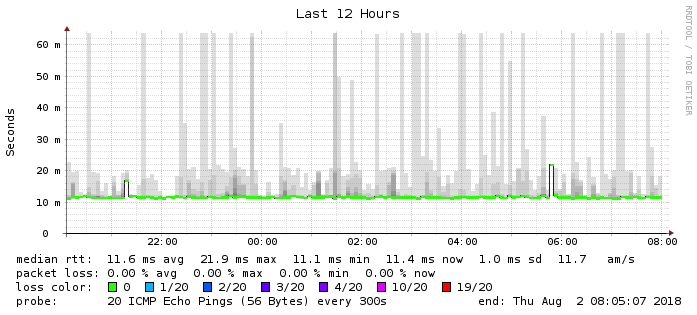 Last 12 Hours
RRDTOOL / TOBI OETIKER
Seconds
60 m
50 m
40 m
30 m
20 m
10 m
0
22:00 00:00 02:00 04:00 06:00 08:00
median rtt: 11.6 ms avg 21.9 ms max 11.1 ms min 11.4 ms now 1.0 ms sd 11.7 am/s
packet loss: 0.00 % avg 0.00 % max 0.00 % min 0.00 % now
loss color: 0 1/20 2/20 3/20 4/20 10/20 19/20
probe: 20 ICMP Echo Pings (56 Bytes) every 300s end: Thu Aug 2 08:05:07 2018